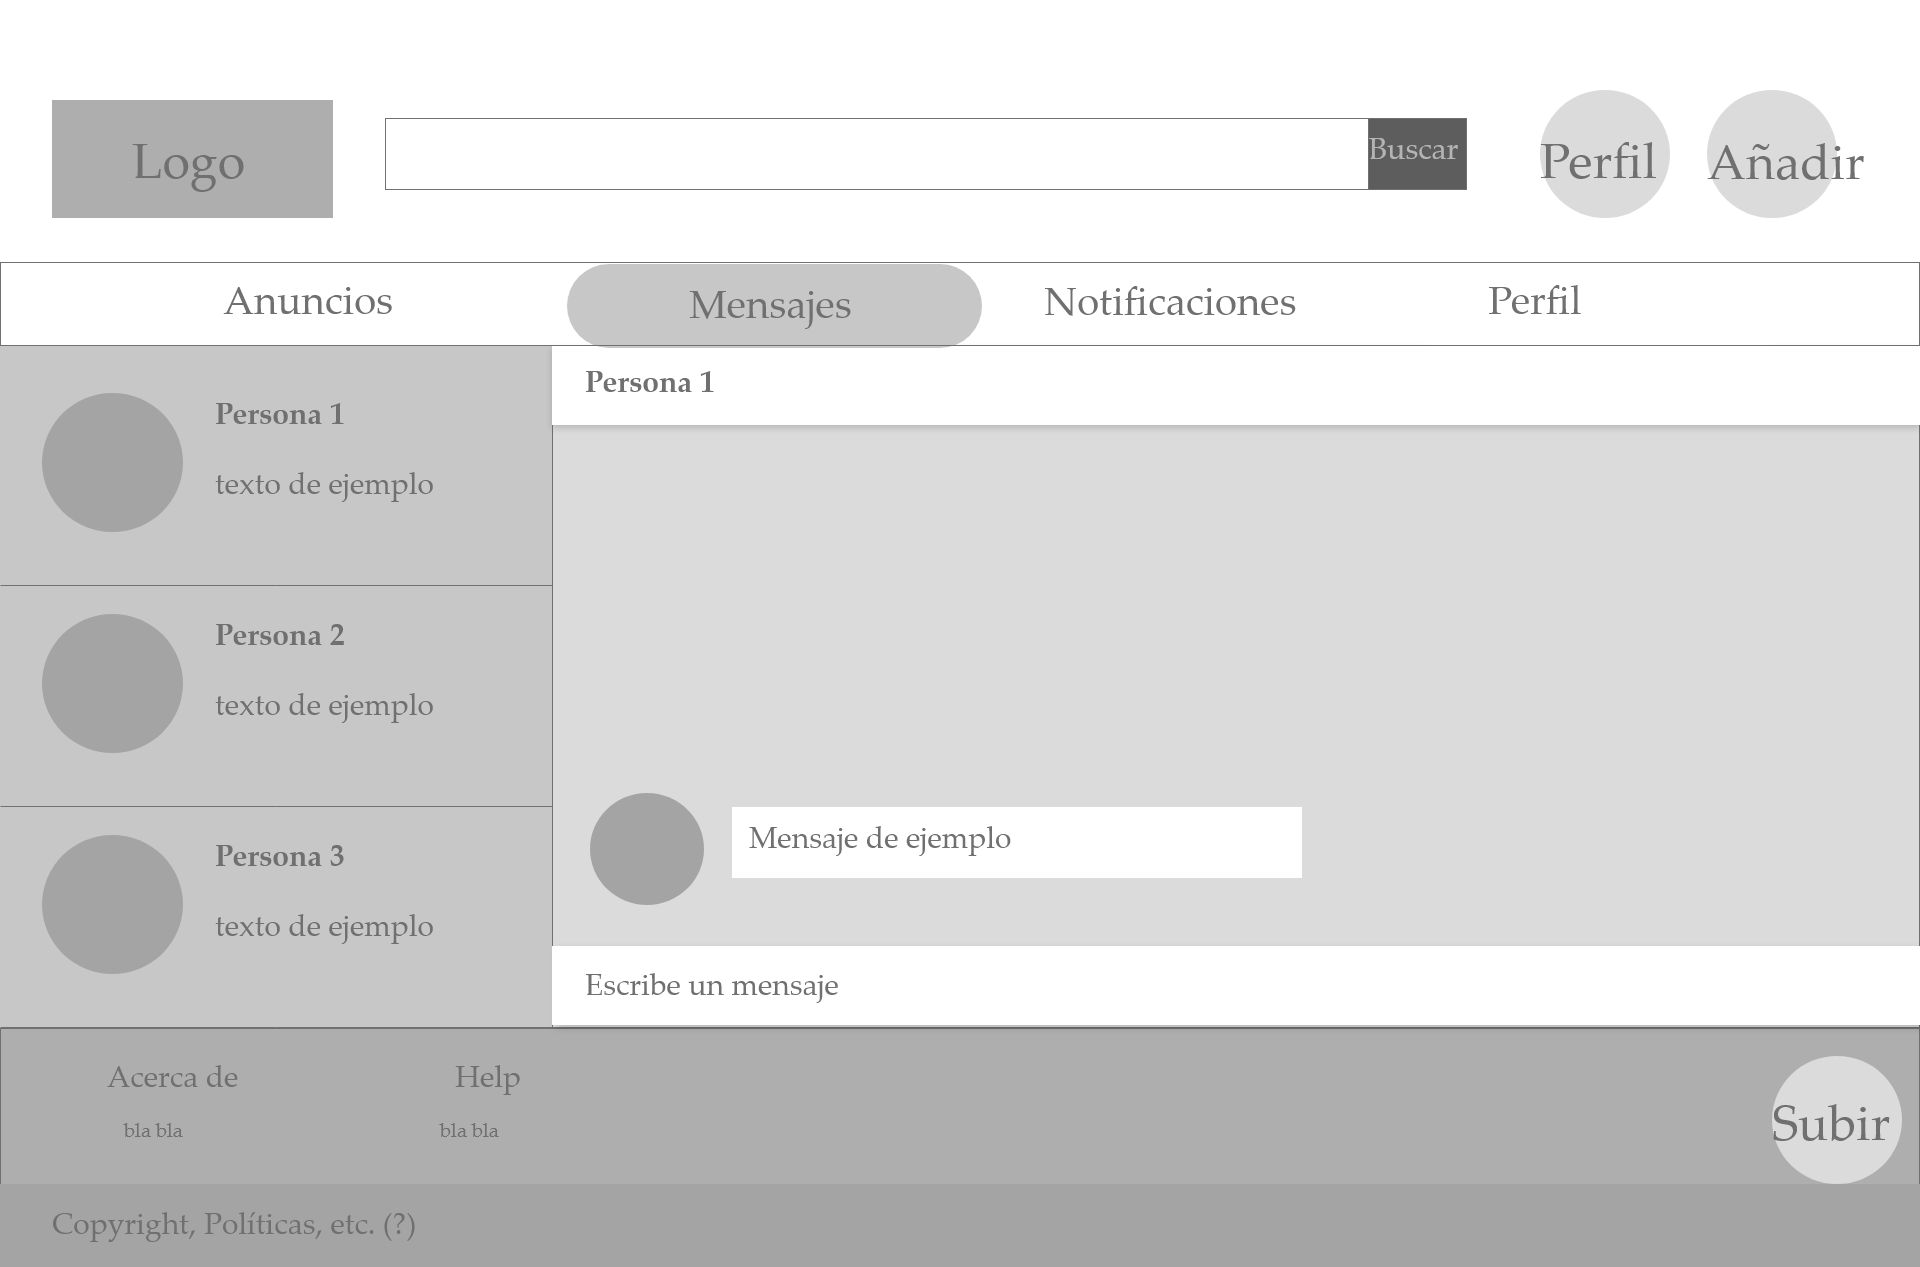 Logo
Buscar
Perfil
Añadir
Anuncios
Mensajes
Notificaciones
Perfil
Persona 1
texto de ejemplo
Persona 2
texto de ejemplo
Persona 3
texto de ejemplo
Persona 1
Mensaje de ejemplo
Escribe un mensaje
Acerca de
bla bla
Help
bla bla
Subir
Copyright, Políticas, etc. (?)